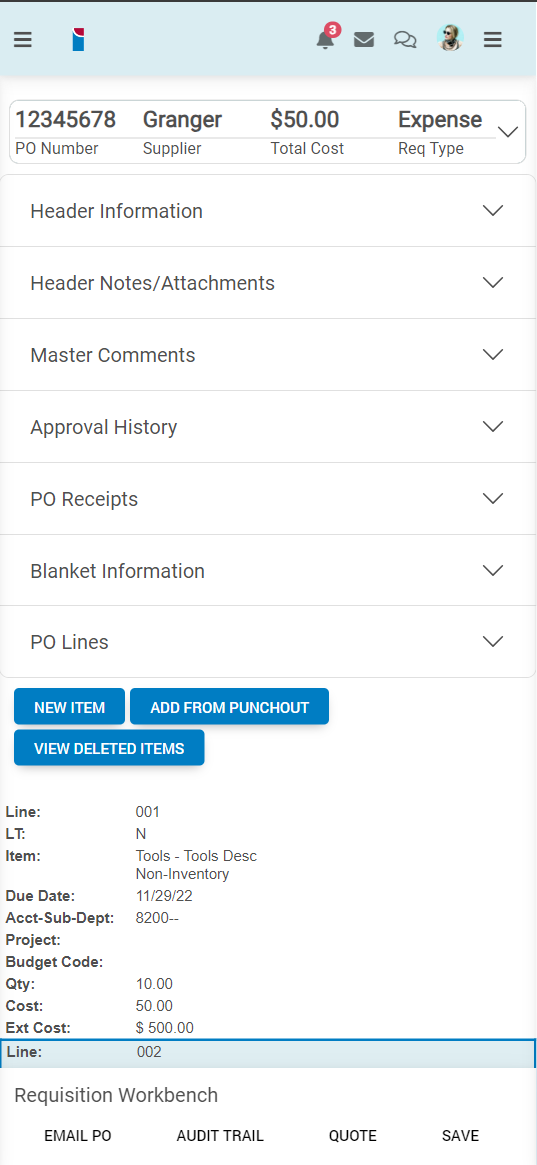 3
12345678 Granger $50.00 Expense
PO Number Supplier Total Cost Req Type
Header Information
Header Notes/Attachments
Master Comments
Approval History
PO Receipts
Blanket Information
PO Lines
NEW ITEM ADD FROM PUNCHOUT
VIEW DELETED ITEMS
Line: 001
LT: N
Item: Tools - Tools Desc
Non-Inventory
Due Date: 11/29/22
Acct-Sub-Dept: 8200--
Project:
Budget Code:
Qty: 10.00
Cost: 50.00
Ext Cost: $ 500.00
Line: 002
Requisition Workbench
EMAIL PO AUDIT TRAIL QUOTE SAVE